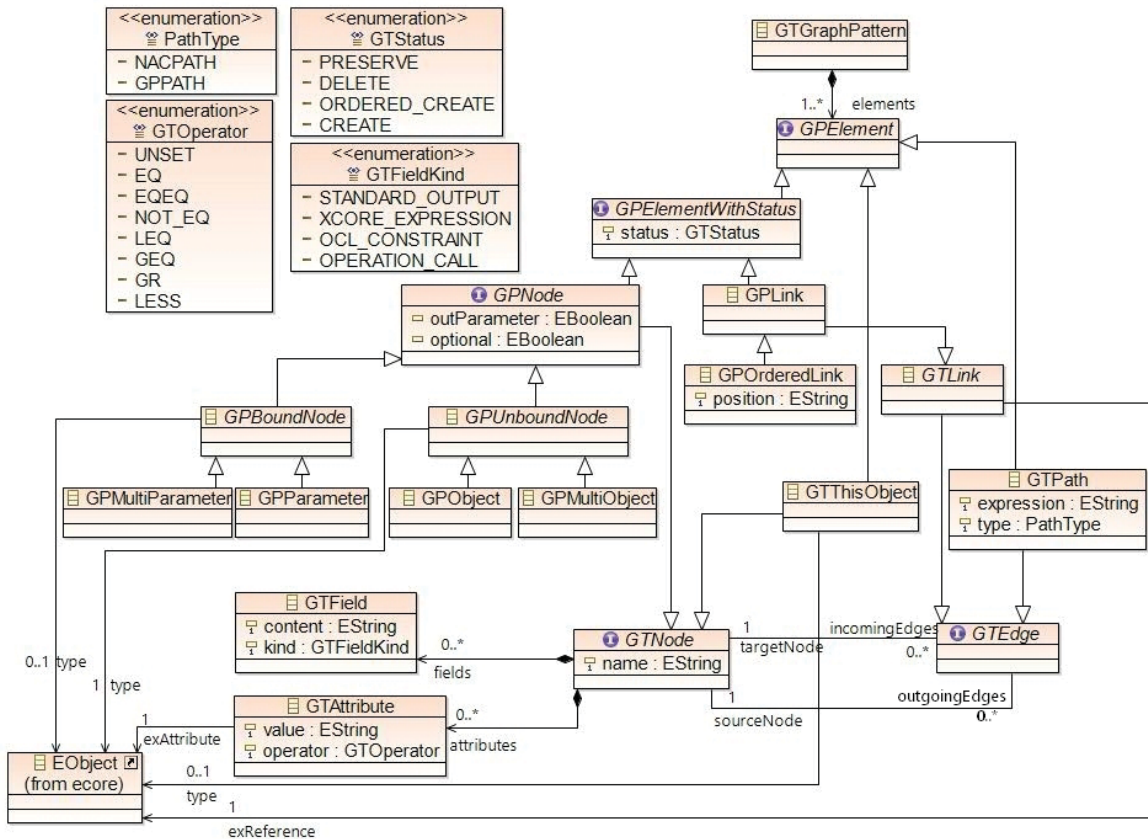 <<enumeration>>
PathType
- NACPATH
- GPPATH
<<enumeration>>
GTStatus
- PRESERVE
- DELETE
- ORDERED_CREATE
- CREATE
<<enumeration>>
GTOperator
- UNSET
- EQ
- EQEQ
- NOT_EQ
- LEQ
- GEQ
- GR
- LESS
<<enumeration>>
GTFieldKind
- STANDARD_OUTPUT
- XCORE_EXPRESSION
- OCL_CONSTRAINT
- OPERATION_CALL
GTGraphPattern
1..* elements
GPElement
GPElementWithStatus
status : GTStatus
GPNode
outParameter : EBoolean
optional : EBoolean
GPLink
GPOrderedLink
position : EString
GTLink
GPBoundNode
GPUnboundNode
GPMultiParameter
GPParameter
GPObject
GPMultiObject
GTThisObject
GTPath
expression : EString
type : PathType
GTField
content : EString
kind : GTFieldKind
0..*
fields
GTNode
name : EString
1
targetNode
incomingEdges
0..*
GTEdge
outgoingEdges
0..*
1
sourceNode
0..1 type
1 type
GTAttribute
value : EString
operator : GTOperator
0..*
attributes
1
exAttribute
EObject
(from ecore)
0..1
type
1
exReference